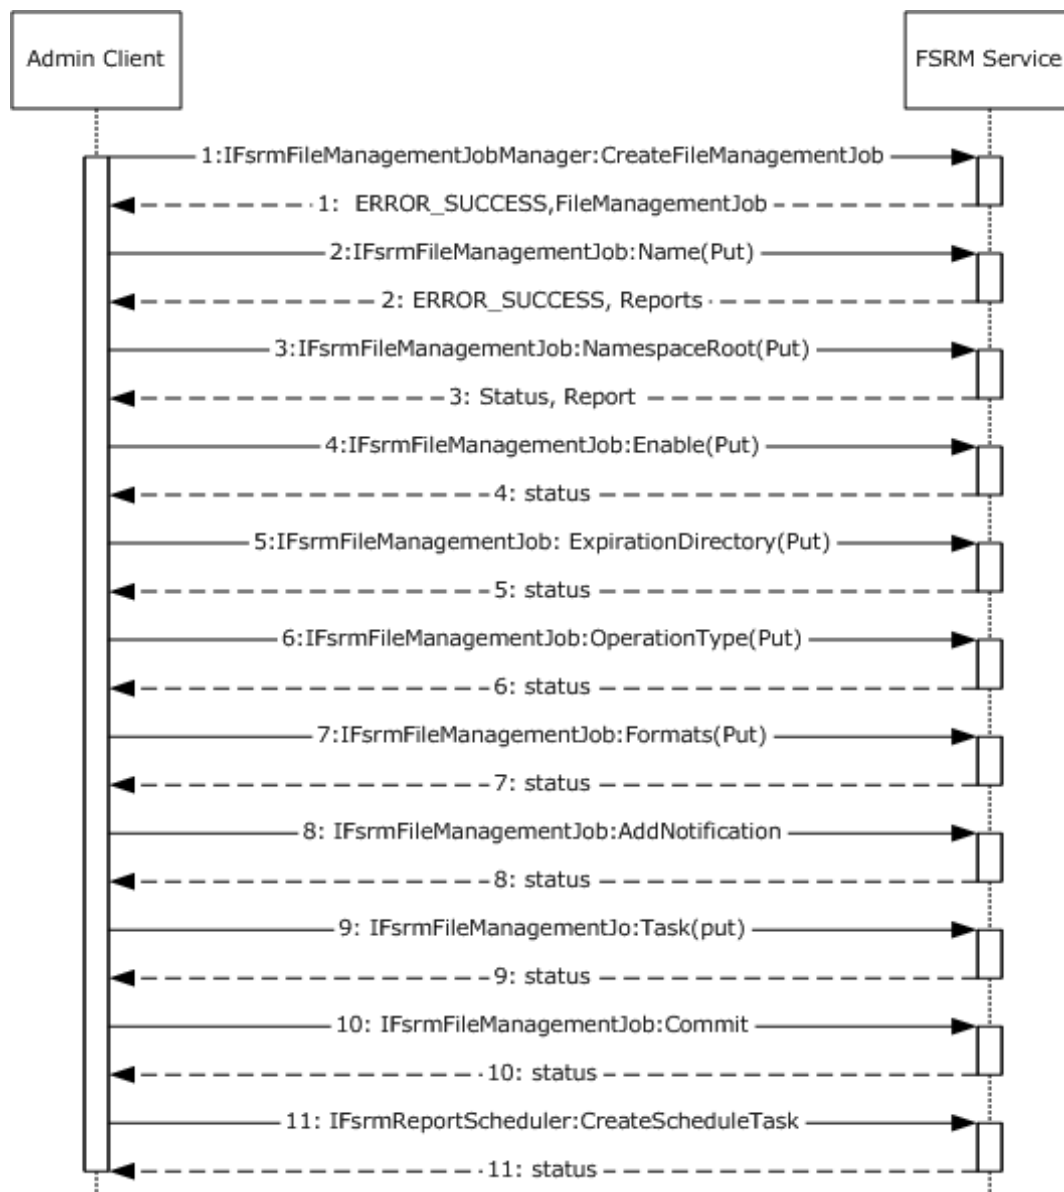 Admin Client
FSRM Service
1:IFsrmFileManagementJobManager:CreateFileManagementJob
1: ERROR_SUCCESS,FileManagementJob
2:IFsrmFileManagementJob:Name(Put)
2: ERROR_SUCCESS, Reports
3:IFsrmFileManagementJob:NamespaceRoot(Put)
3: Status, Report
4:IFsrmFileManagementJob:Enable(Put)
4: status
5:IFsrmFileManagementJob: ExpirationDirectory(Put)
5: status
6:IFsrmFileManagementJob:OperationType(Put)
6: status
7:IFsrmFileManagementJob:Formats(Put)
7: status
8: IFsrmFileManagementJob:AddNotification
8: status
9: IFsrmFileManagementJo:Task(put)
9: status
10: IFsrmFileManagementJob:Commit
10: status
11: IFsrmReportScheduler:CreateScheduleTask
11: status